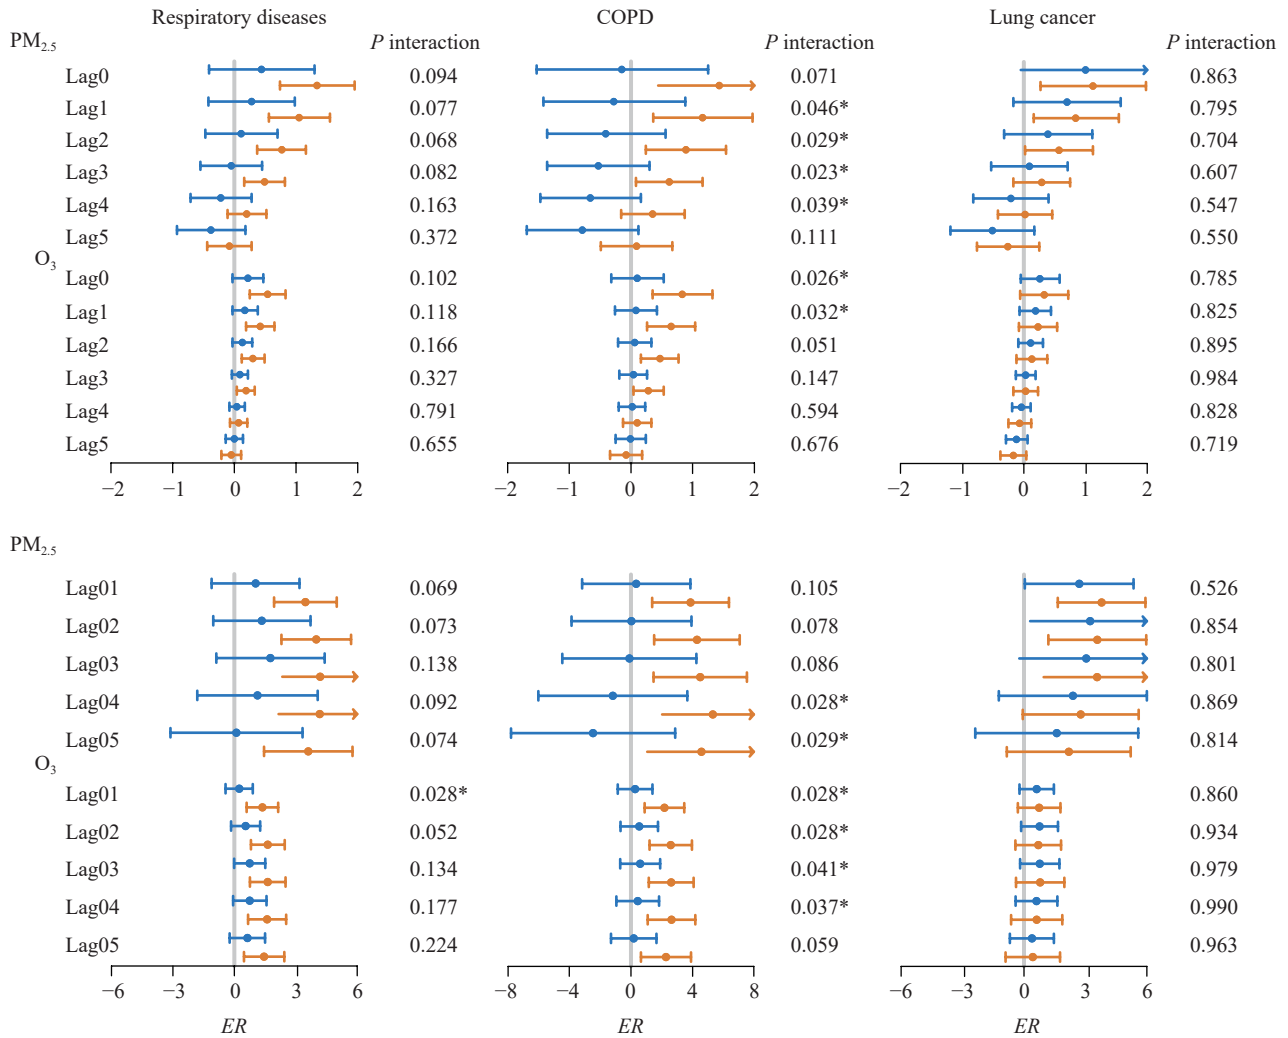 Respiratory diseases COPD Lung cancer
PM2.5 P interaction P interaction P interaction
Lag0 0.094 0.071 0.863
Lag1 0.077 0.046* 0.795
Lag2 0.068 0.029* 0.704
Lag3 0.082 0.023* 0.607
Lag4 0.163 0.039* 0.547
Lag5 0.372 0.111 0.550
O3
Lag0 0.102 0.026* 0.785
Lag1 0.118 0.032* 0.825
Lag2 0.166 0.051 0.895
Lag3 0.327 0.147 0.984
Lag4 0.791 0.594 0.828
Lag5 0.655 0.676 0.719
−2 −1 0 1 2 −2 −1 0 1 2 −2 −1 0 1 2
PM2.5
Lag01 0.069 0.105 0.526
Lag02 0.073 0.078 0.854
Lag03 0.138 0.086 0.801
Lag04 0.092 0.028* 0.869
Lag05 0.074 0.029* 0.814
O3
Lag01 0.028* 0.028* 0.860
Lag02 0.052 0.028* 0.934
Lag03 0.134 0.041* 0.979
Lag04 0.177 0.037* 0.990
Lag05 0.224 0.059 0.963
−6 −3 0 3 6 −8 −4 0 4 8 −6 −3 0 3 6
ER ER ER